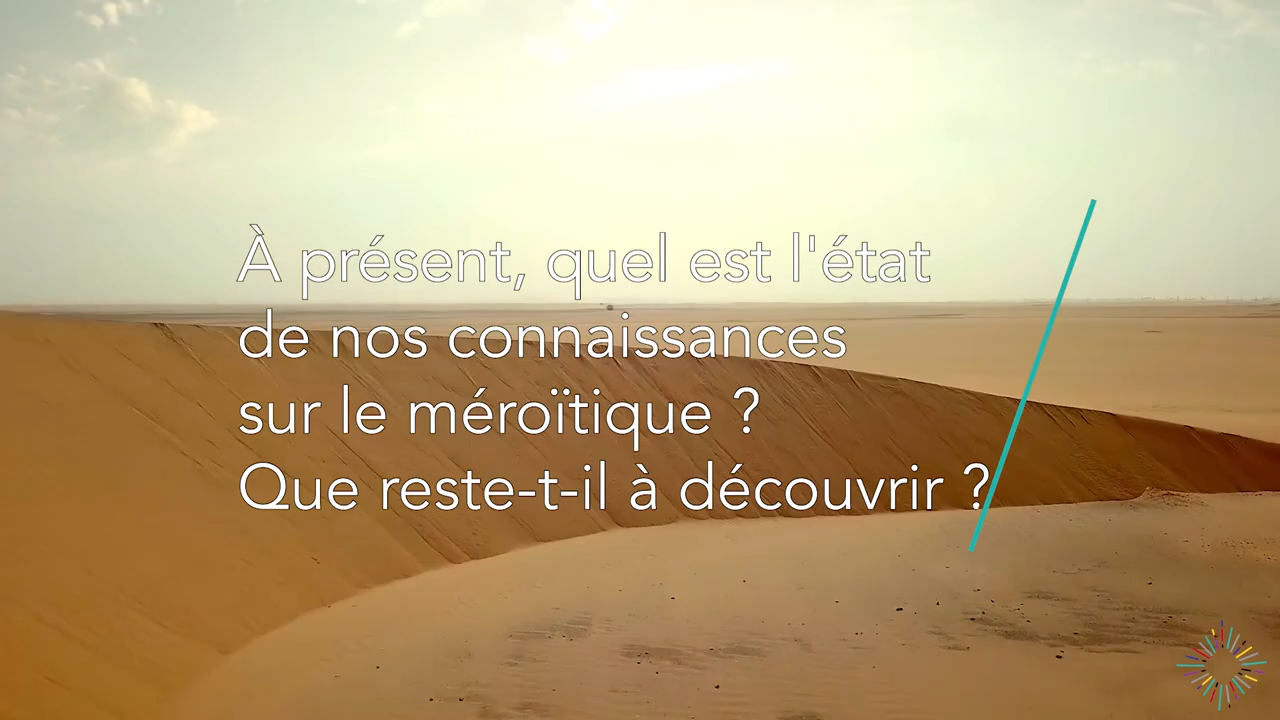 À présent, quel est l'état
de nos connaissances
sur le méroïtique ?
Que reste-t-il à découvrir ?